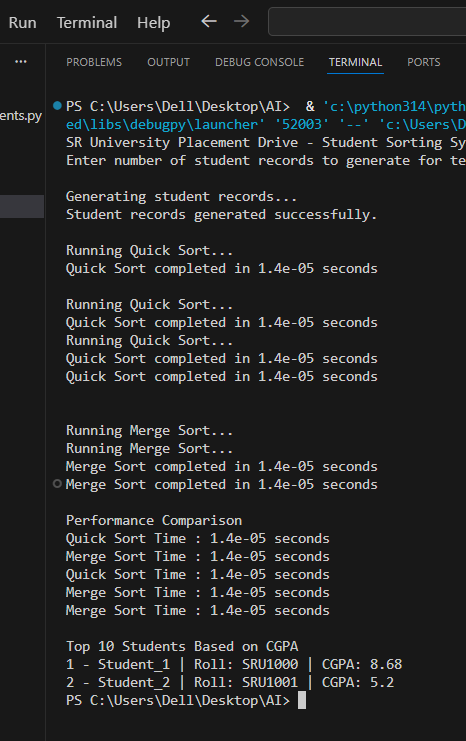 Run Terminal Help
...
PROBLEMS OUTPUT DEBUG CONSOLE TERMINAL PORTS
ents.py
PS C:\Users\Dell\Desktop\AI> & 'c:\python314\pyth
ed\libs\debugpy\launcher' '52003' '--' 'c:\Users\D
SR University Placement Drive - Student Sorting Sy
Enter number of student records to generate for te
Generating student records...
Student records generated successfully.
Running Quick Sort...
Quick Sort completed in 1.4e-05 seconds
Running Quick Sort...
Quick Sort completed in 1.4e-05 seconds
Running Quick Sort...
Quick Sort completed in 1.4e-05 seconds
Quick Sort completed in 1.4e-05 seconds
Running Merge Sort...
Running Merge Sort...
Merge Sort completed in 1.4e-05 seconds
Merge Sort completed in 1.4e-05 seconds
Performance Comparison
Quick Sort Time : 1.4e-05 seconds
Merge Sort Time : 1.4e-05 seconds
Quick Sort Time : 1.4e-05 seconds
Merge Sort Time : 1.4e-05 seconds
Merge Sort Time : 1.4e-05 seconds
Top 10 Students Based on CGPA
1 - Student_1 | Roll: SRU1000 | CGPA: 8.68
2 - Student_2 | Roll: SRU1001 | CGPA: 5.2
PS C:\Users\Dell\Desktop\AI>